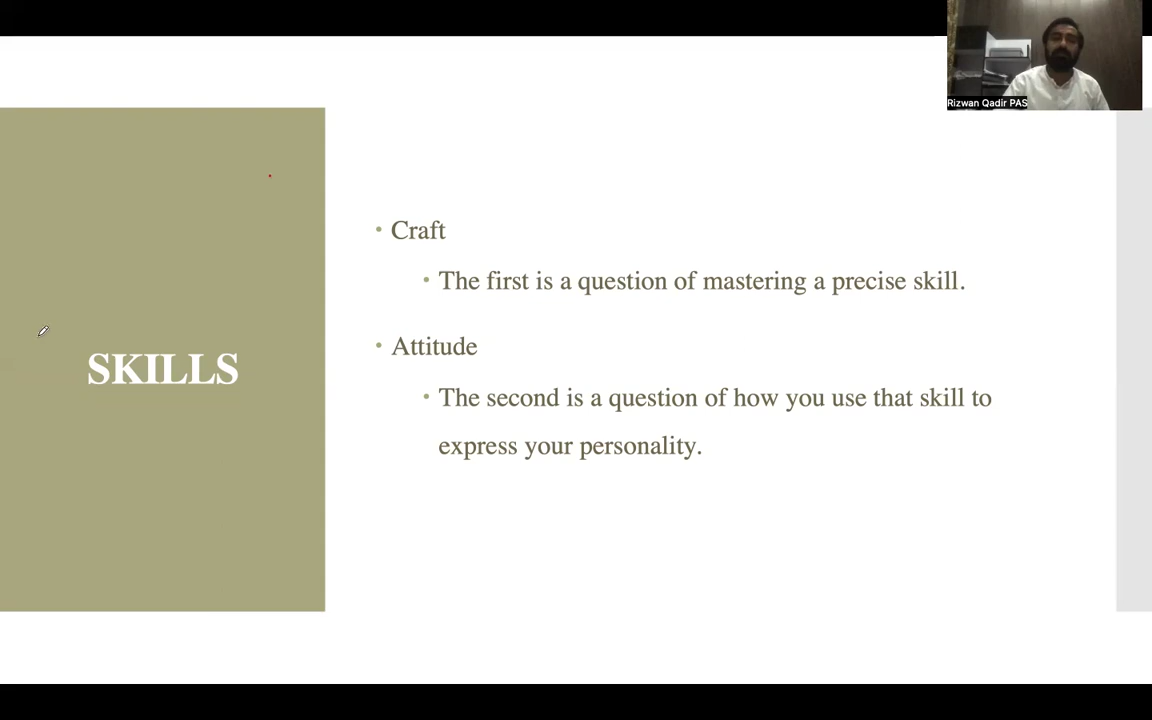 Rizwan Qadir PAS
SKILLS
• Craft
• The first is a question of mastering a precise skill.
• Attitude
• The second is a question of how you use that skill to
express your personality.